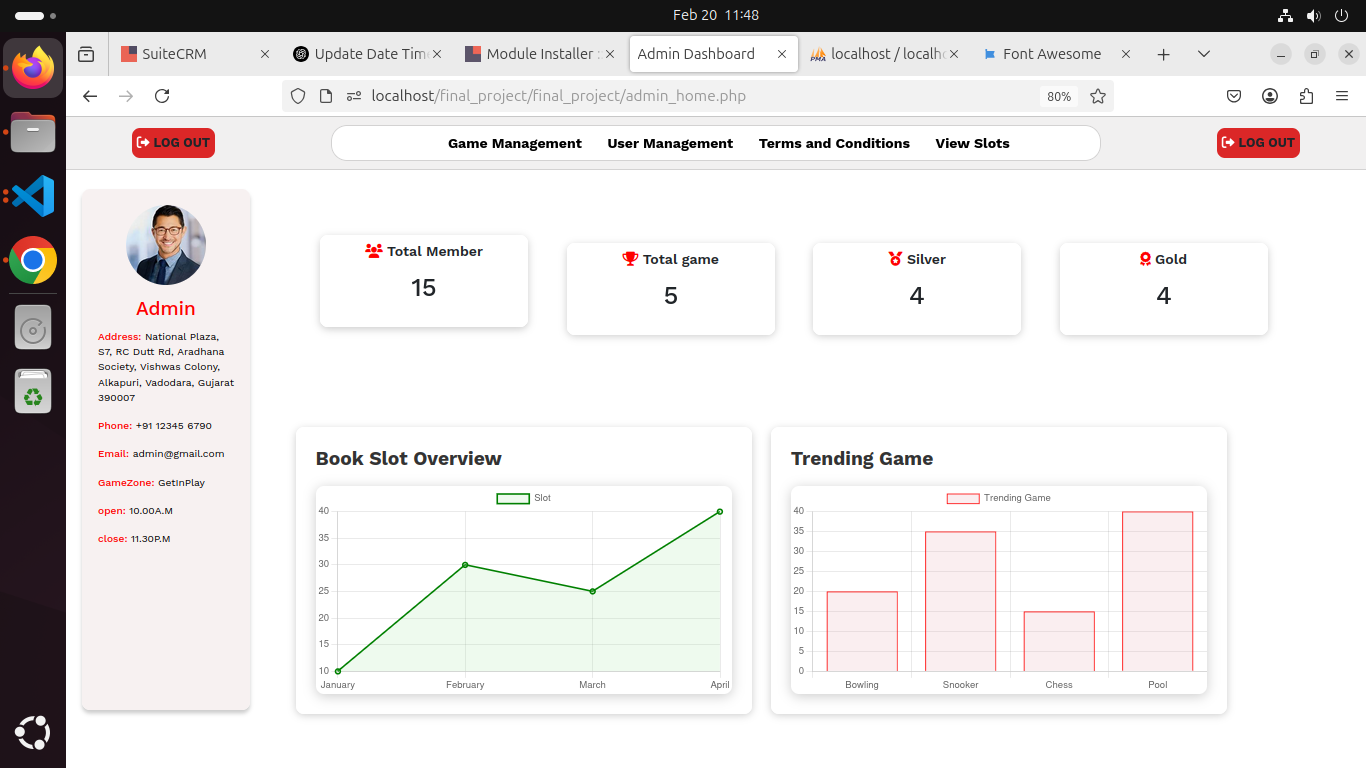 Feb 20 11:48
SuiteCRM
Update Date Time
Module Installer
Admin Dashboard
localhost / localh
Font Awesome
localhost/final_project/final_project/admin_home.php
80%
LOG OUT
Game Management User Management Terms and Conditions View Slots
LOG OUT
Admin
Address: National Plaza,
S7, RC Dutt Rd, Aradhana
Society, Vishwas Colony,
Alkapuri, Vadodara, Gujarat
390007
Phone: +91 12345 6790
Email: admin@gmail.com
GameZone: GetInPlay
open: 10.00A.M
close: 11.30P.M
Total Member
15
Total game
5
Silver
4
Gold
4
Book Slot Overview
Slot
40
35
30
25
20
15
10
January February March April
Trending Game
Trending Game
40
35
30
25
20
15
10
5
0
Bowling Snooker Chess Pool